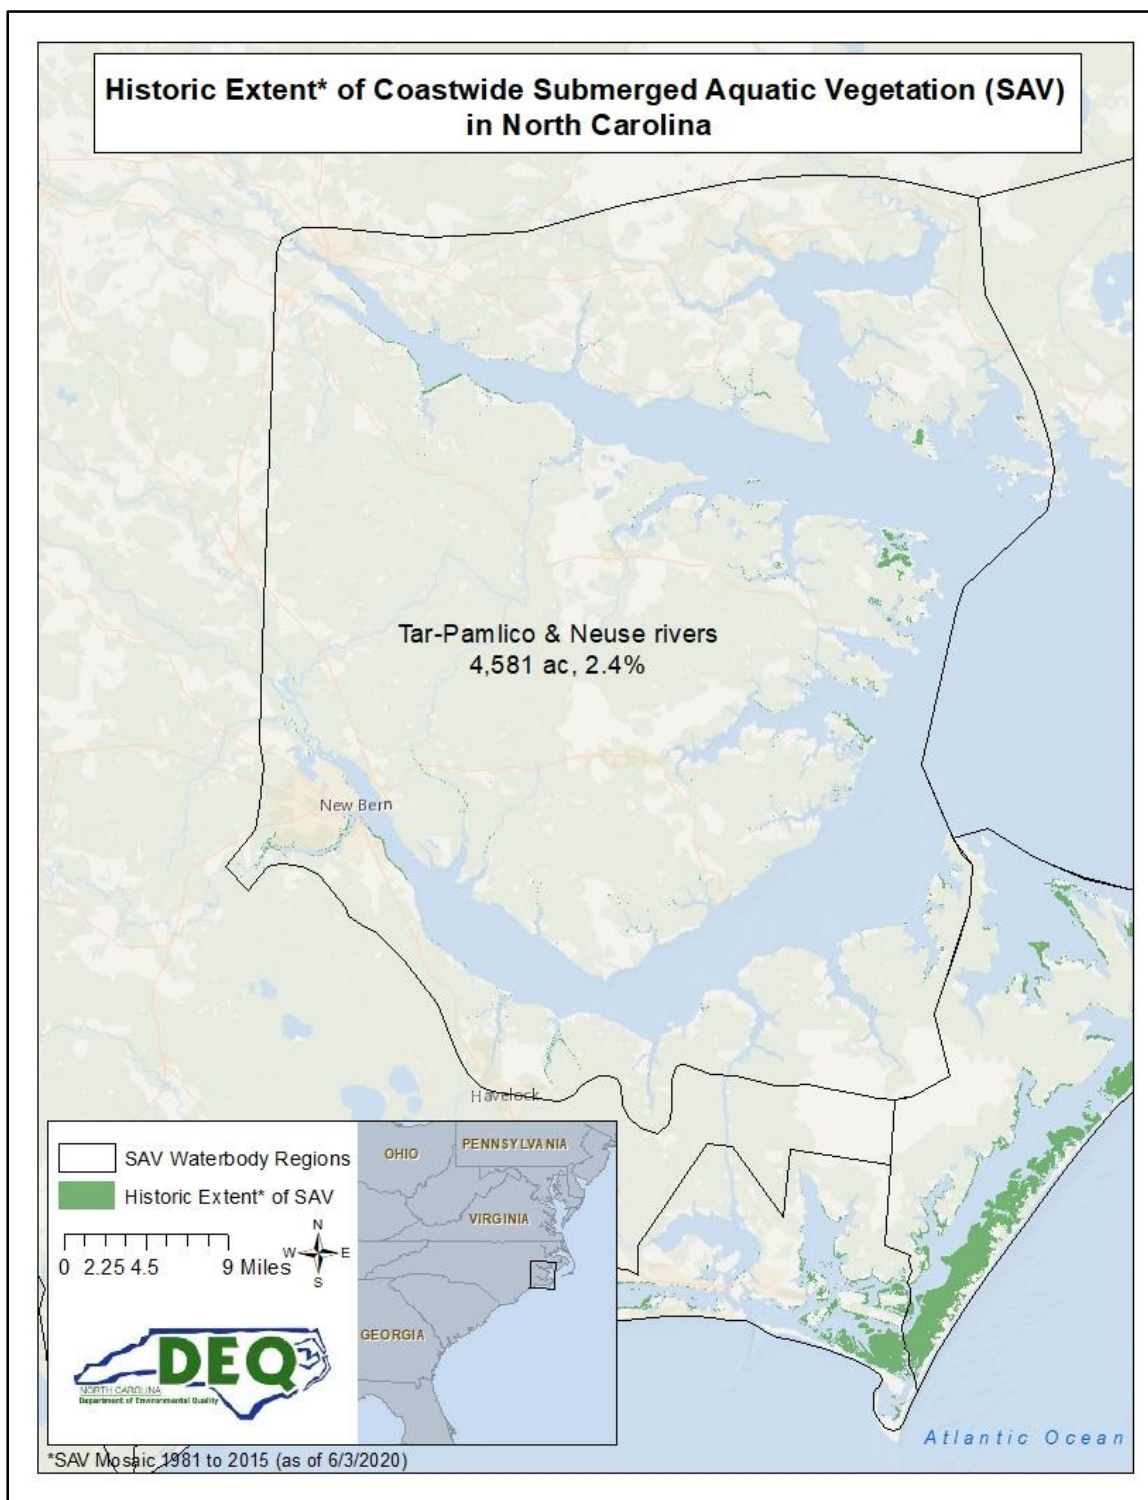 Historic Extent* of Coastwide Submerged Aquatic Vegetation (SAV)
in North Carolina
Tar-Pamlico & Neuse rivers
4,581 ac, 2.4%
New Bern
Havelock
SAV Waterbody Regions
Historic Extent* of SAV
N
W E
S
0 2.25 4.5 9 Miles
DEQ
NORTH CAROLINA
Department of Environmental Quality
OHIO
PENNSYLVANIA
VIRGINIA
GEORGIA
Atlantic Ocean
*SAV Mosaic 1981 to 2015 (as of 6/3/2020)